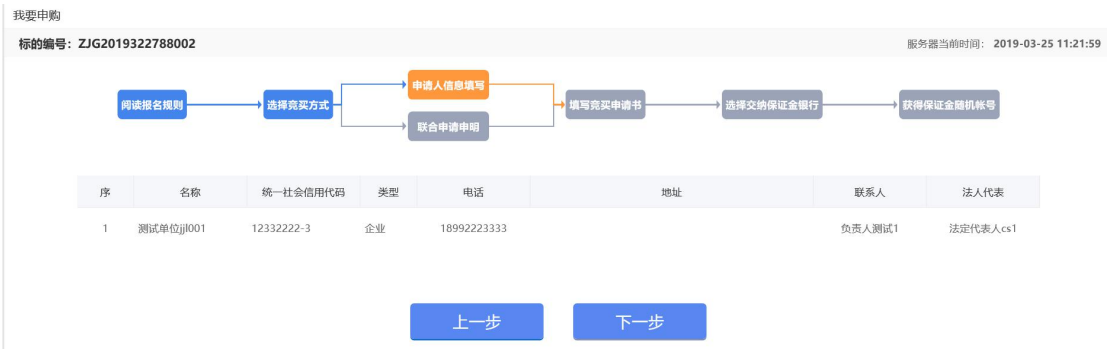 我要申购
标的编号：ZJG2019322788002 服务器当前时间： 2019-03-25 11:21:59
申请人信息填写
阅读报名规则 选择竞买方式 填写竞买申请书 选择交纳保证金银行 获得保证金随机帐号
联合申请申明
序 名称 统一社会信用代码 类型 电话 地址 联系人 法人代表
1 测试单位jjl001 12332222-3 企业 18992223333 负责人测试1 法定代表人cs1
上一步 下一步